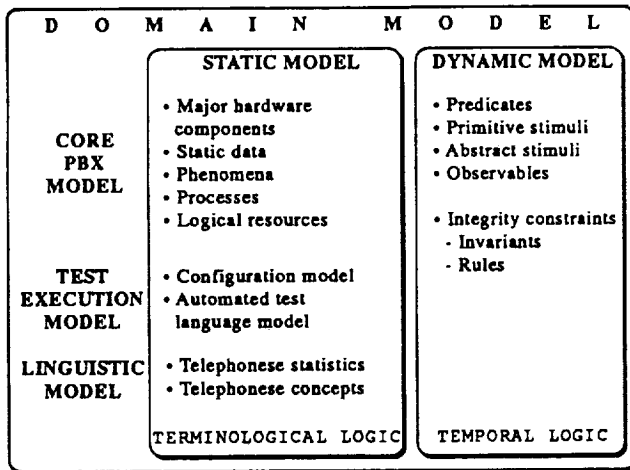 D O M A I N M O D E L
STATIC MODEL
DYNAMIC MODEL
CORE
PBX
MODEL
• Major hardware
components
• Static data
• Phenomena
• Processes
• Logical resources
• Predicates
• Primitive stimuli
• Abstract stimuli
• Observables
• Integrity constraints
- Invariants
- Rules
TEST
EXECUTION
MODEL
• Configuration model
• Automated test
language model
LINGUISTIC
MODEL
• Telephonese statistics
• Telephonese concepts
TERMINOLOGICAL LOGIC
TEMPORAL LOGIC